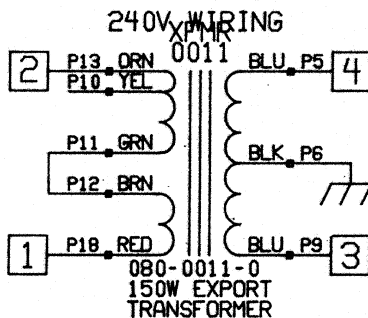 240V WIRING
XFMR
0011
2 P13 ORN BLU P5 4
P10 YEL
P11 GRN
BLK P6
P12 BRN
1 P18 RED BLU P9 3
080-0011-0
150W EXPORT
TRANSFORMER